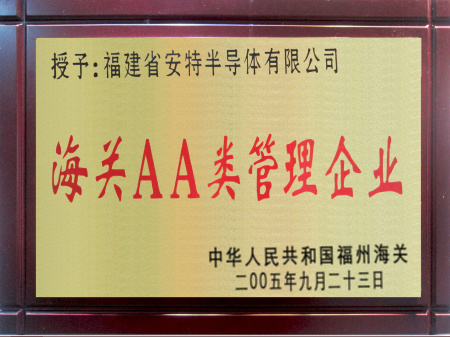 授予:福建省安特半导体有限公司
海关AA类管理企业
中华人民共和国福州海关
二00五年九月二十三日